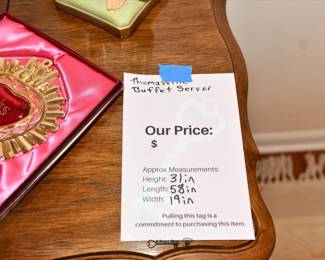 Thomasville
Buffet Server
Our Price:
$
Approx Measurements:
Height: 31in
Length: 58in
Width: 19in
Pulling this tag is a
commitment to purchasing this item.